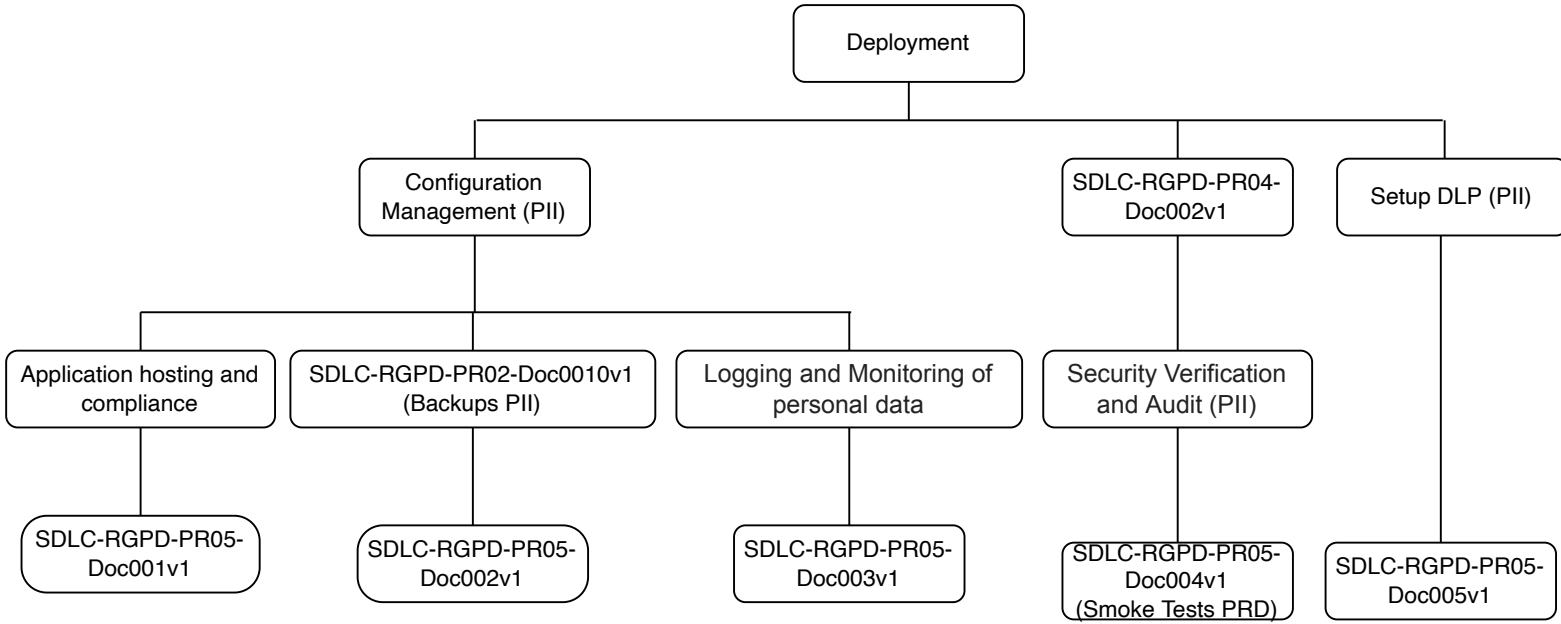 Deployment
Configuration
Management (PII)
SDLC-RGPD-PR04-
Doc002v1
Setup DLP (PII)
Application hosting and
compliance
SDLC-RGPD-PR02-Doc0010v1
(Backups PII)
Logging and Monitoring of
personal data
Security Verification
and Audit (PII)
SDLC-RGPD-PR05-
Doc001v1
SDLC-RGPD-PR05-
Doc002v1
SDLC-RGPD-PR05-
Doc003v1
SDLC-RGPD-PR05-
Doc004v1
(Smoke Tests PRD)
SDLC-RGPD-PR05-
Doc005v1